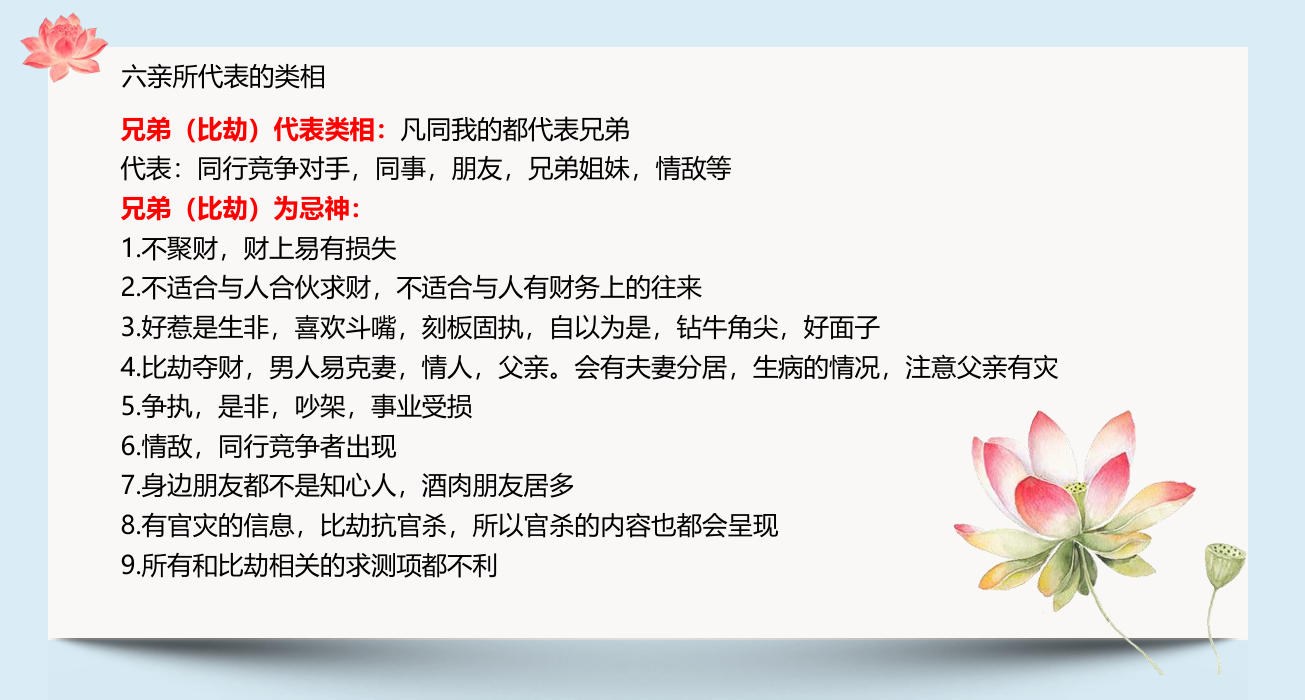 六亲所代表的类相
兄弟（比劫）代表类相：凡同我的都代表兄弟
代表：同行竞争对手，同事，朋友，兄弟姐妹，情敌等
兄弟（比劫）为忌神：
1.不聚财，财上易有损失
2.不适合与人合伙求财，不适合与人有财务上的往来
3.好惹是生非，喜欢斗嘴，刻板固执，自以为是，钻牛角尖，好面子
4.比劫夺财，男人易克妻，情人，父亲。会有夫妻分居，生病的情况，注意父亲有灾
5.争执，是非，吵架，事业受损
6.情敌，同行竞争者出现
7.身边朋友都不是知心人，酒肉朋友居多
8.有官灾的信息，比劫抗官杀，所以官杀的内容也都会呈现
9.所有和比劫相关的求测项都不利